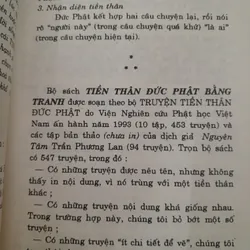 3. Nhận diện tiền thân
Đức Phật kết hợp hai câu chuyện lại, rồi nói
rõ "người này" (trong câu chuyện quá khứ) "là ai"
(trong câu chuyện hiện tại).
*
* *
Bộ sách TIỀN THÂN ĐỨC PHẬT BẰNG
TRANH được soạn theo bộ TRUYỆN TIỀN THÂN
ĐỨC PHẬT do Viện Nghiên cứu Phật học Việt
Nam ấn hành năm 1993 (10 tập, 453 truyện) và
các tập bản thảo (chưa in) của dịch giả Nguyên
Tâm Trần Phương Lan (94 truyện). Trọn bộ sách
có 547 truyện, trong đó :
— Có những truyện được nêu tên, nhưng không
thấy in nội dung, vì nó trùng với một tiền thân
khác;
— Có những truyện nội dung khá giống nhau.
Trong trường hợp này, chúng tôi bỏ bớt một số
truyện ;
— Có những truyện "ít chi tiết để vẽ", chúng tôi